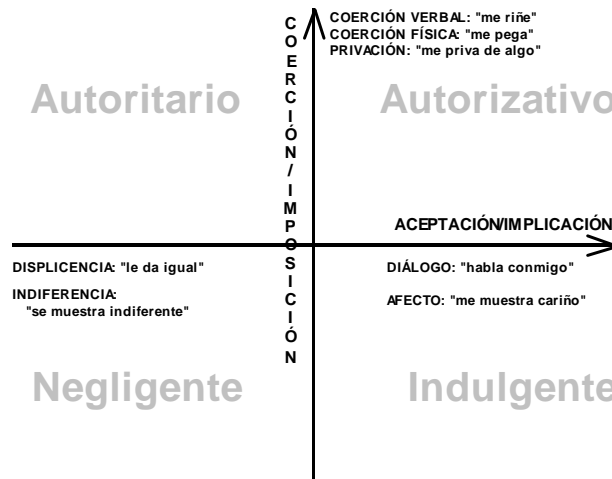 COERCIÓN VERBAL: "me riñe"
COERCIÓN FÍSICA: "me pega"
PRIVACIÓN: "me priva de algo"
COERCIÓN/IMPOSICIÓN
Autoritario
Autorizativo
ACEPTACIÓN/IMPLICACIÓN
DISPLICENCIA: "le da igual"
INDIFERENCIA:
"se muestra indiferente"
DIÁLOGO: "habla conmigo"
AFECTO: "me muestra cariño"
Negligente
Indulgente